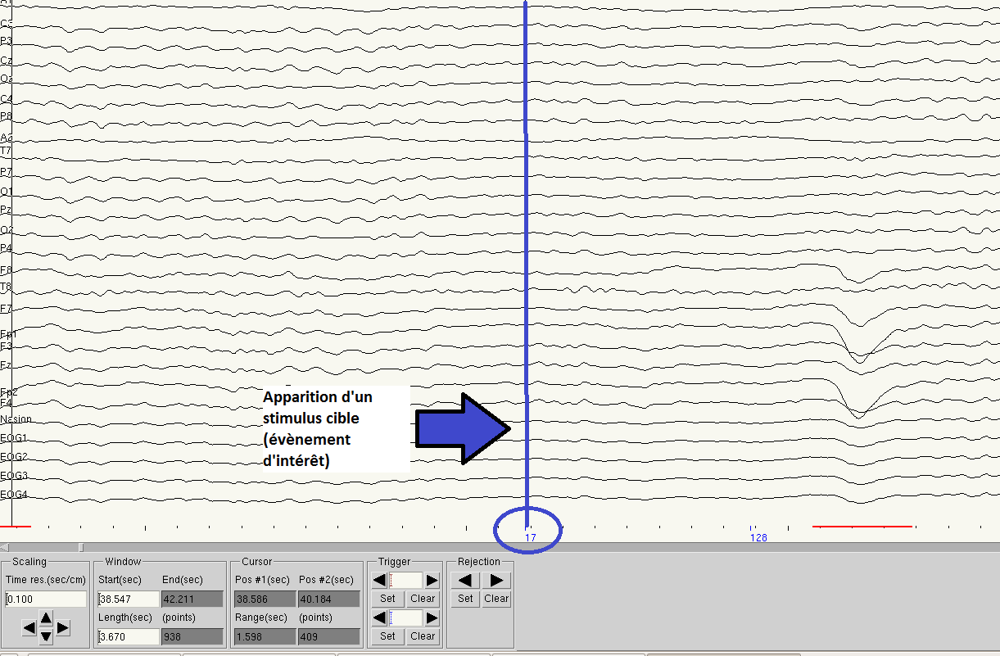 C3
P3
Cz
Oz
C4
P8
A2
T7
P7
O1
Pz
O2
P4
F8
T8
F7
Fp1
F3
Fz
Fp2
F4
Nasion
EOG1
EOG2
EOG3
EOG4
Apparition d'un
stimulus cible
(évènement
d'intérêt)
17 128
Scaling Window Cursor Trigger Rejection
Time res.(sec/cm) Start(sec) End(sec) Pos #1(sec) Pos #2(sec)
0.100 38.547 42.211 38.586 40.184
Set Clear Set Clear
Length(sec) (points) Range(sec) (points)
3.670 938 1.598 409 Set Clear